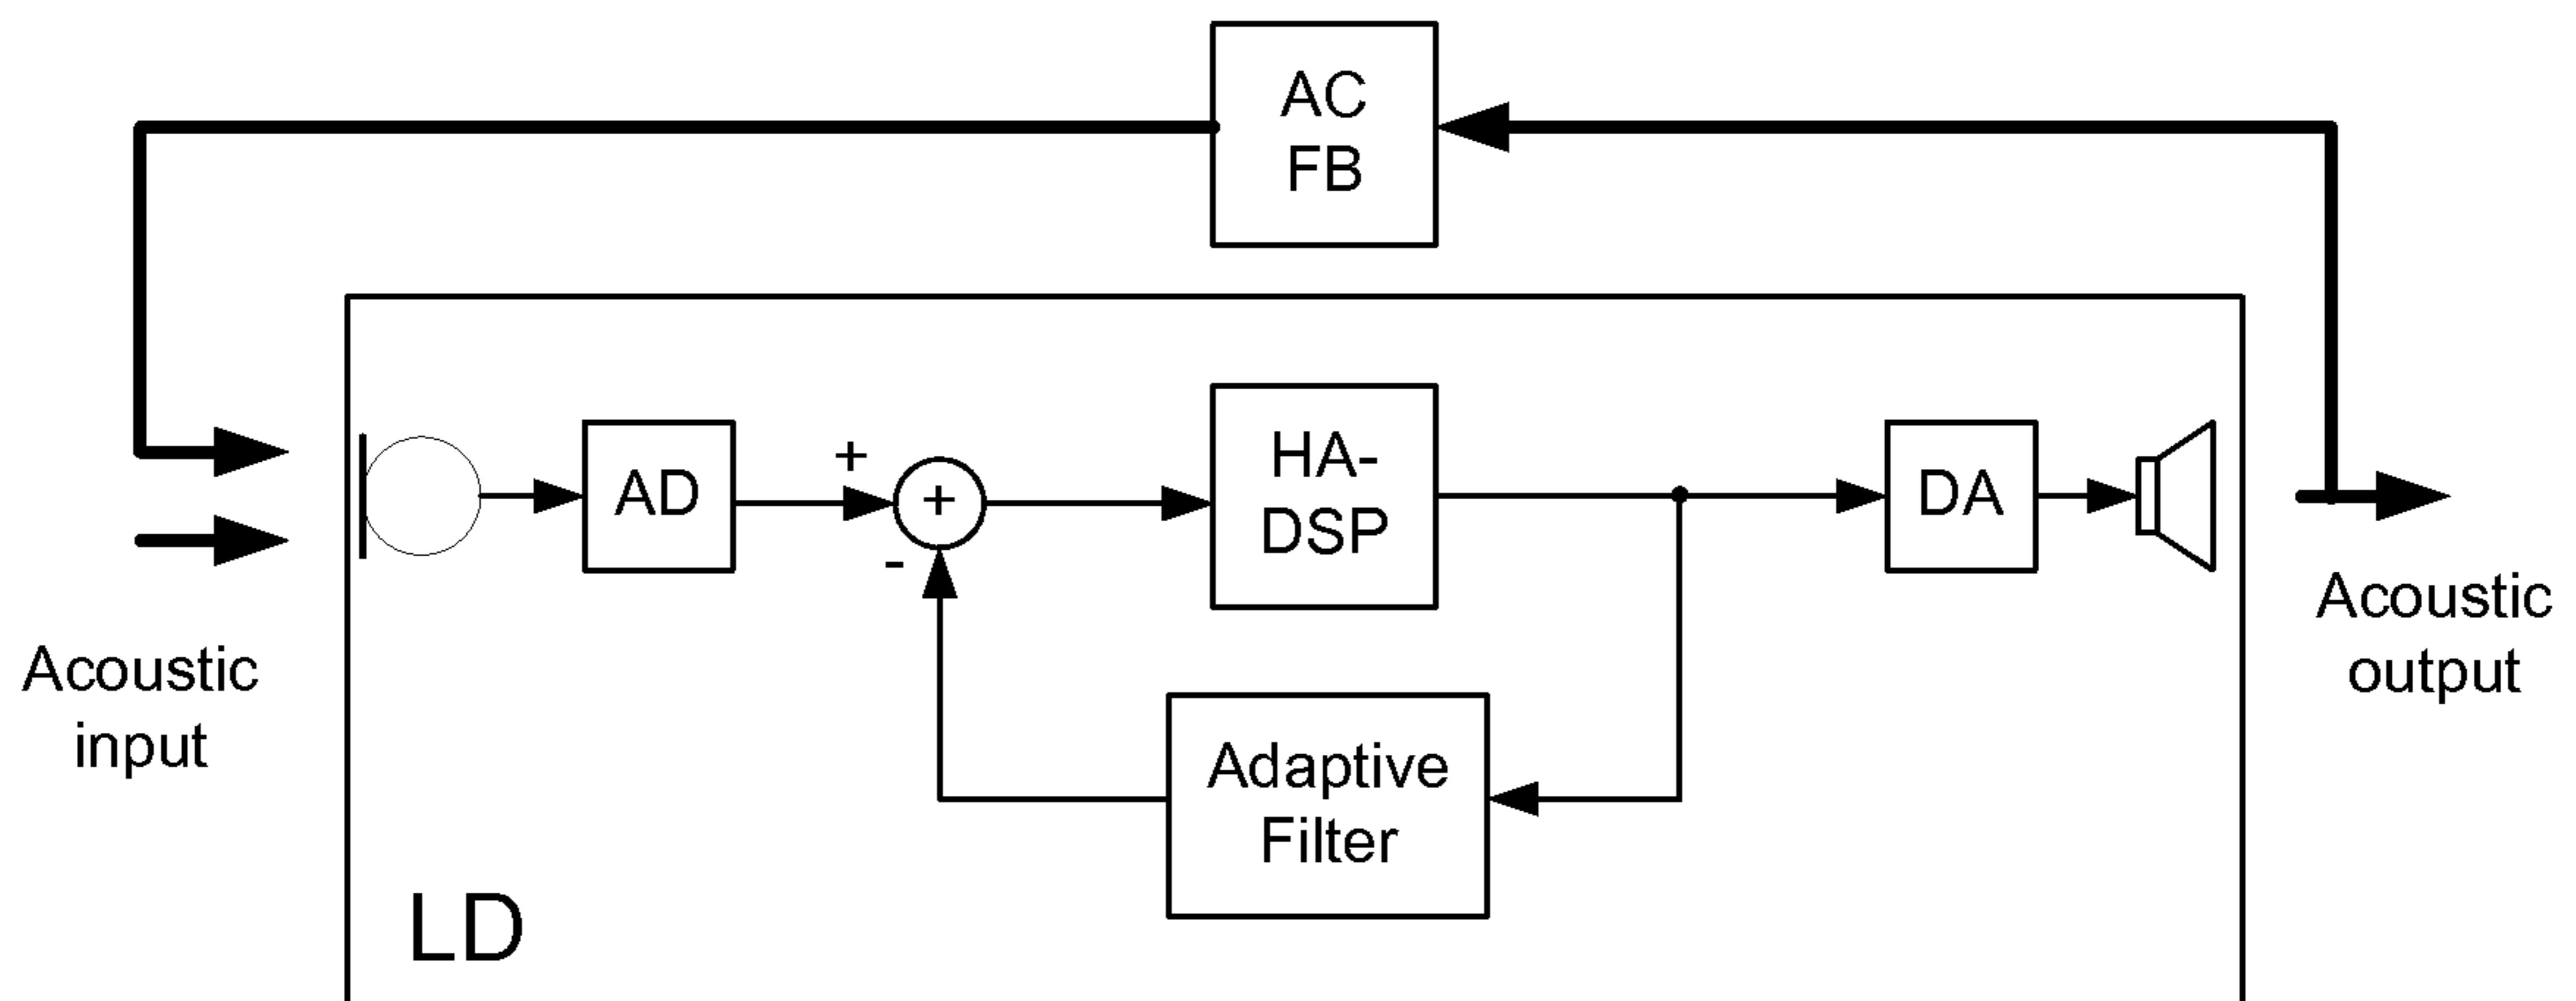 AC
FB
+
AD
+
-
HA-
DSP
DA
Acoustic
input
Acoustic
output
Adaptive
Filter
LD